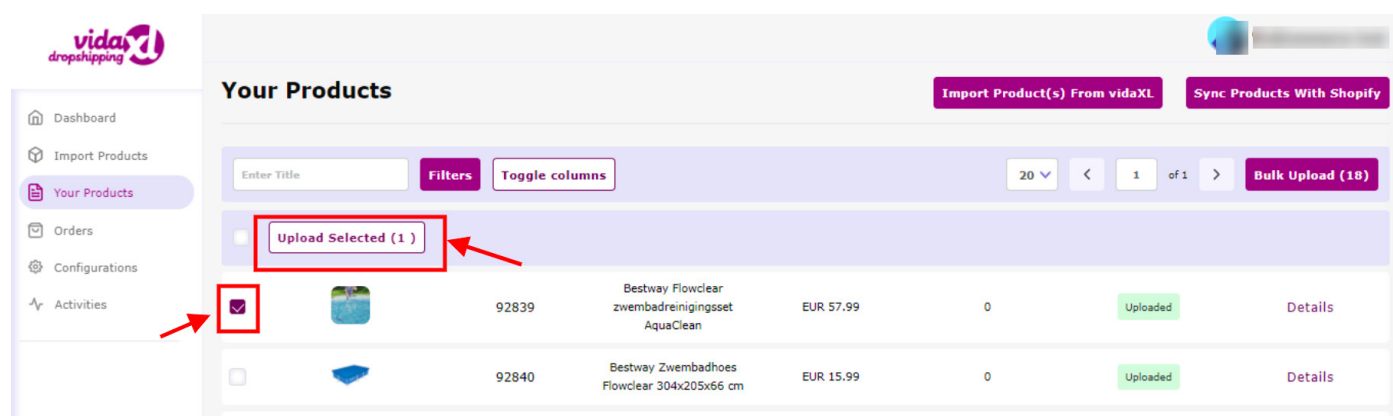 vidaXL
dropshipping
Your Products
Import Product(s) From vidaXL
Sync Products With Shopify
Dashboard
Import Products
Your Products
Orders
Configurations
Activities
Enter Title
Filters
Toggle columns
20
1
of 1
Bulk Upload (18)
Upload Selected (1 )
92839
Bestway Flowclear
zwembadreinigingsset
AquaClean
EUR 57.99
0
Uploaded
Details
92840
Bestway Zwembadhoes
Flowclear 304x205x66 cm
EUR 15.99
0
Uploaded
Details